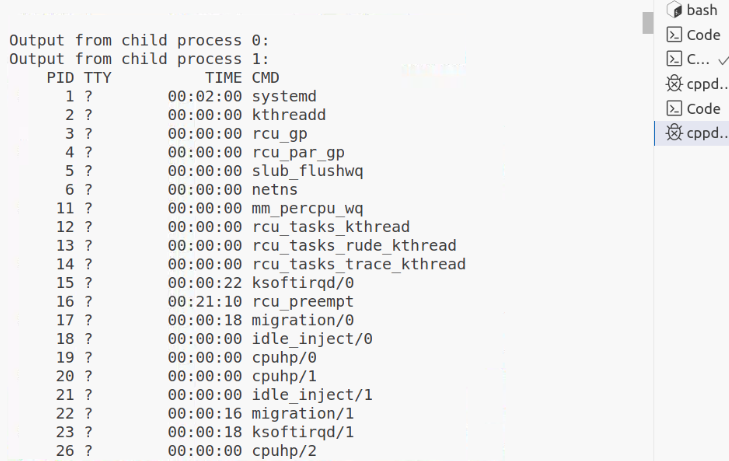 Output from child process 0:
Output from child process 1:
PID TTY TIME CMD
1 ? 00:02:00 systemd
2 ? 00:00:00 kthreadd
3 ? 00:00:00 rcu_gp
4 ? 00:00:00 rcu_par_gp
5 ? 00:00:00 slub_flushwq
6 ? 00:00:00 netns
11 ? 00:00:00 mm_percpu_wq
12 ? 00:00:00 rcu_tasks_kthread
13 ? 00:00:00 rcu_tasks_rude_kthread
14 ? 00:00:00 rcu_tasks_trace_kthread
15 ? 00:00:22 ksoftirqd/0
16 ? 00:21:10 rcu_preempt
17 ? 00:00:18 migration/0
18 ? 00:00:00 idle_inject/0
19 ? 00:00:00 cpuhp/0
20 ? 00:00:00 cpuhp/1
21 ? 00:00:00 idle_inject/1
22 ? 00:00:16 migration/1
23 ? 00:00:18 ksoftirqd/1
26 ? 00:00:00 cpuhp/2
bash
Code
C...
cppd...
Code
cppd...